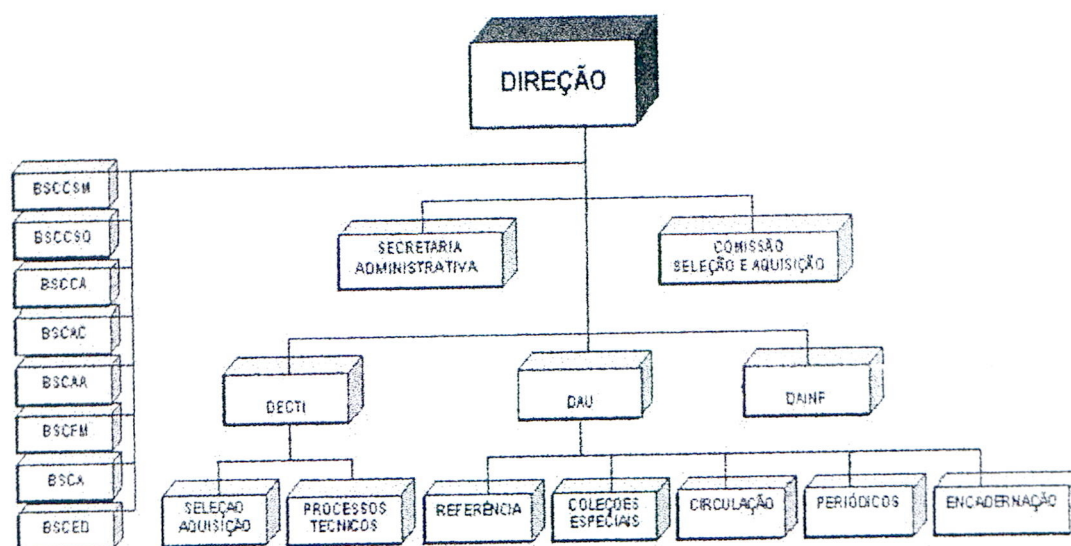 DIREÇÃO
BSCCSM
BSCCSO
BSCCA
BSCAC
BSCAA
BSCFM
BSCA
BSCED
SECRETARIA
ADMINISTRATIVA
COMISSÃO
SELEÇÃO E AQUISIÇÃO
DECTI
DAU
DAINF
SELEÇAO
AQUISIÇÃO
PROCESSOS
TECNICOS
REFERÊNCIA
COLEÇÕES
ESPECIAIS
CIRCULAÇÃO
PERIÓDICOS
ENCADERNAÇÃO